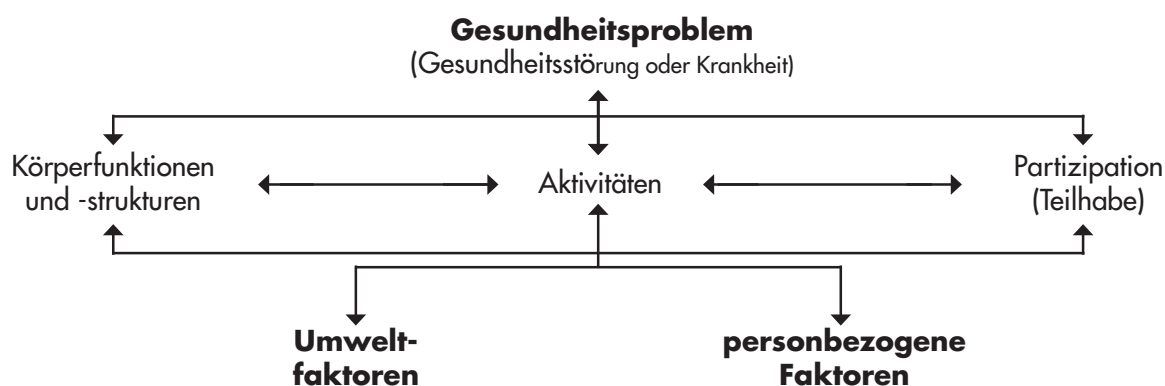 Gesundheitsproblem
(Gesundheitsstörung oder Krankheit)
Körperfunktionen
und -strukturen
Aktivitäten
Partizipation
(Teilhabe)
Umwelt-
faktoren
personbezogene
Faktoren